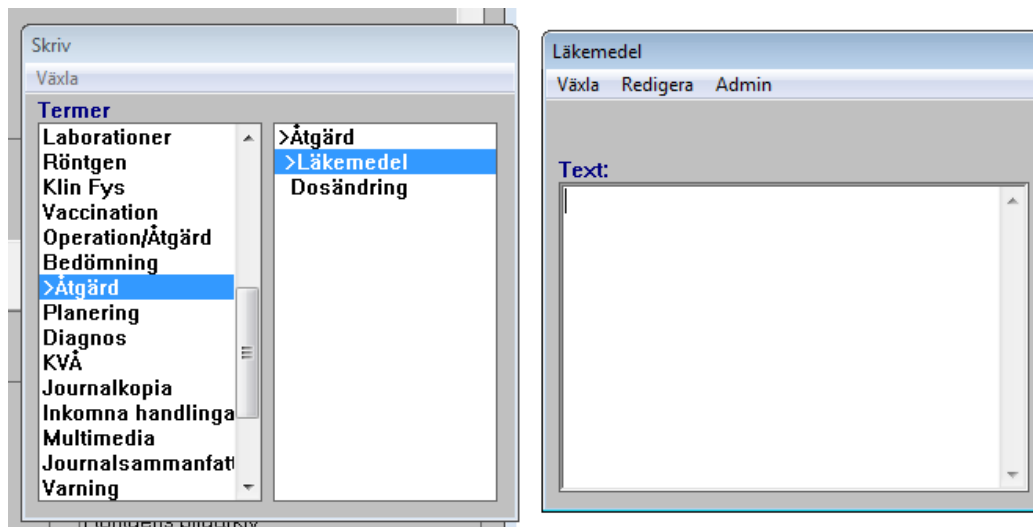 Skriv
Växla
Termer
Laborationer
Röntgen
Klin Fys
Vaccination
Operation/Åtgärd
Bedömning
>Åtgärd
Planering
Diagnos
KVÅ
Journalkopia
Inkomna handlinga
Multimedia
Journalsammanfatt
Varning
>Åtgärd
>Läkemedel
Dosändring
Läkemedel
Växla Redigera Admin
Text: